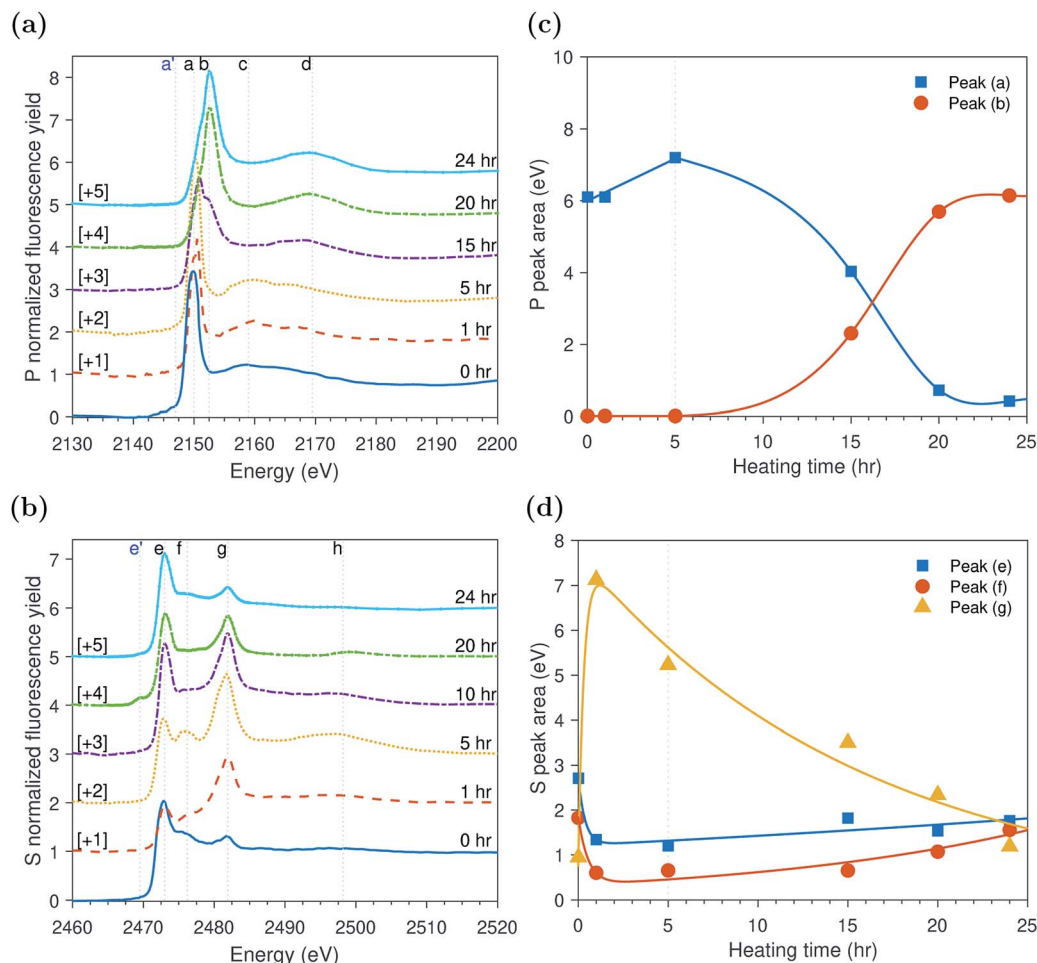 (a)
a' a b c d
P normalized fluorescence yield
8
7
6
5
4
3
2
1
0
[+5]
[+4]
[+3]
[+2]
[+1]
24 hr
20 hr
15 hr
5 hr
1 hr
0 hr
2130 2140 2150 2160 2170 2180 2190 2200
Energy (eV)
(c)
P peak area (eV)
10
8
6
4
2
0
Peak (a)
Peak (b)
0 5 10 15 20 25
Heating time (hr)
(b)
e' e f g h
S normalized fluorescence yield
7
6
5
4
3
2
1
0
[+5]
[+4]
[+3]
[+2]
[+1]
24 hr
20 hr
10 hr
5 hr
1 hr
0 hr
2460 2470 2480 2490 2500 2510 2520
Energy (eV)
(d)
S peak area (eV)
8
7
6
5
4
3
2
1
0
Peak (e)
Peak (f)
Peak (g)
0 5 10 15 20 25
Heating time (hr)